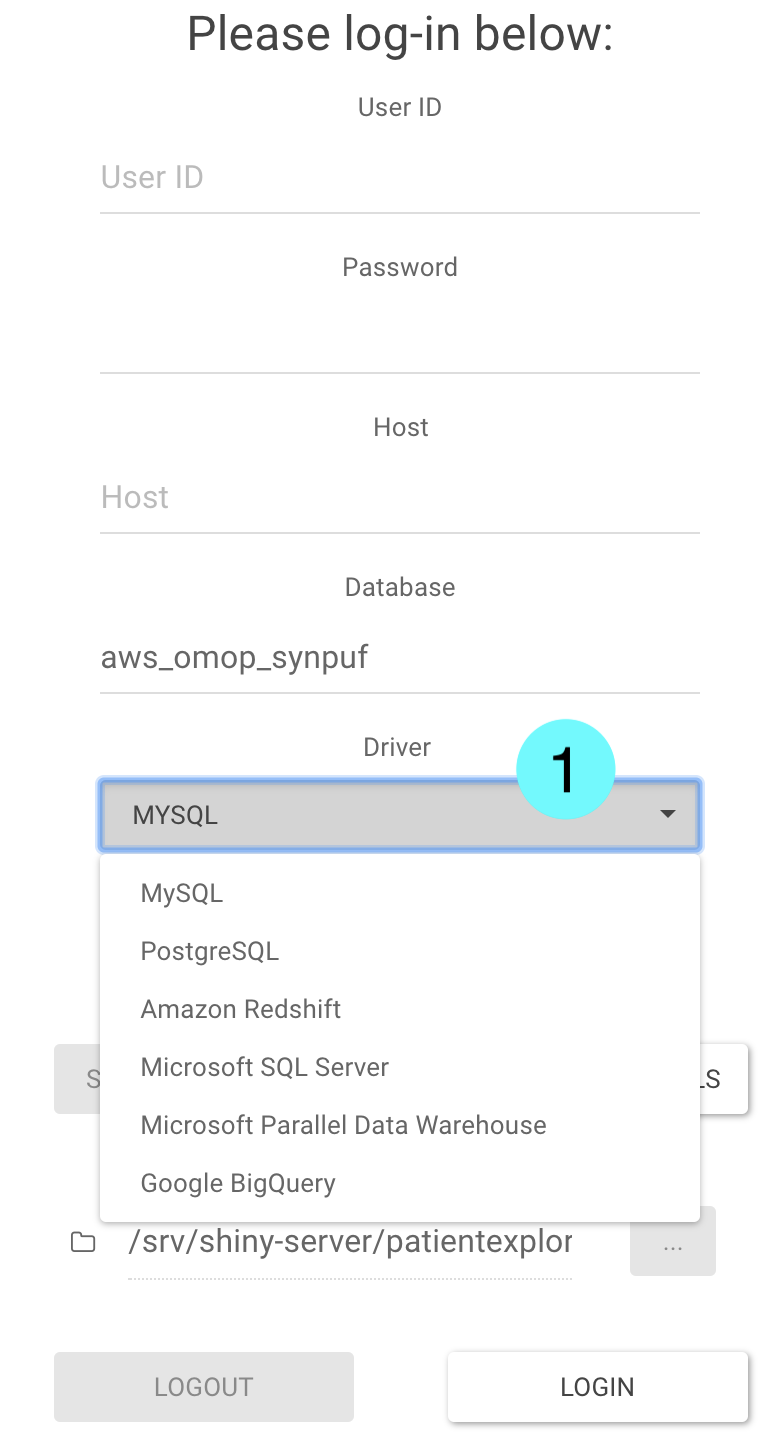 Please log-in below:
User ID
User ID
Password
Host
Host
Database
aws_omop_synpuf
Driver
1
MYSQL
MySQL
PostgreSQL
Amazon Redshift
S
Microsoft SQL Server
LS
Microsoft Parallel Data Warehouse
Google BigQuery
/srv/shiny-server/patientexplor
...
LOGOUT
LOGIN